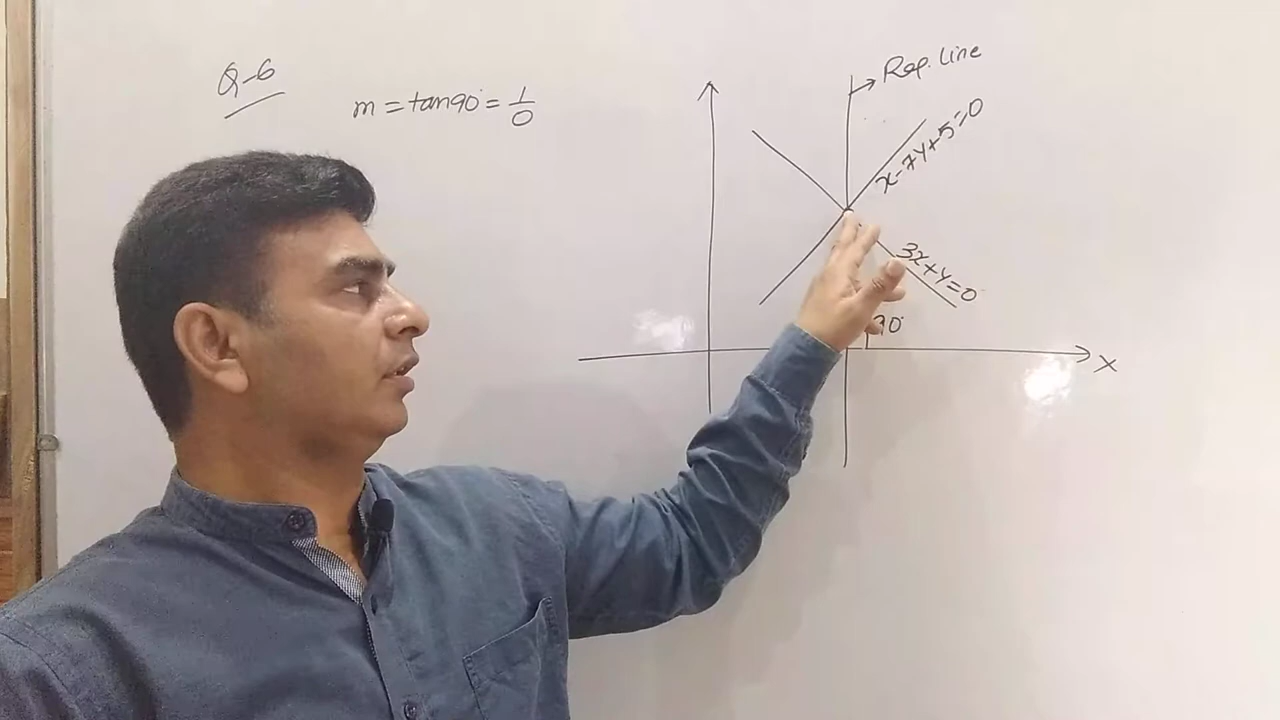 Q-6
m = tan90° = 1/0
Req. line
x-7y+5=0
3x+y=0
90°
x